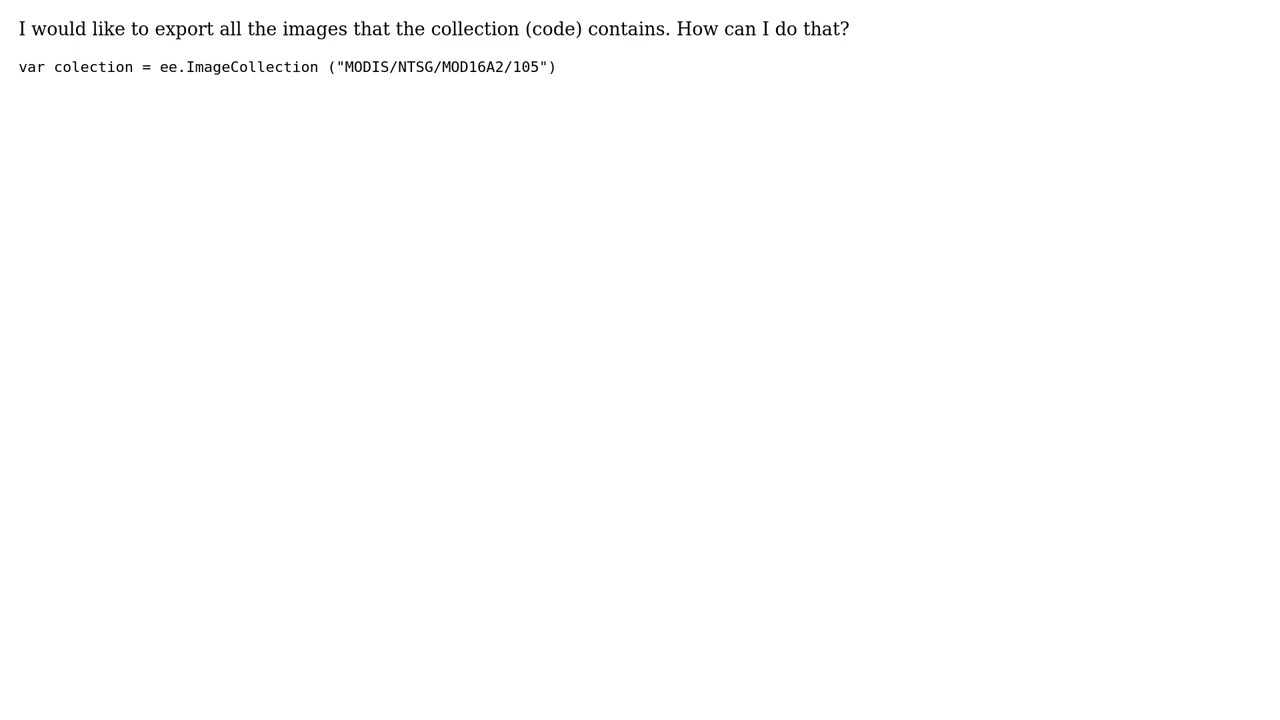 I would like to export all the images that the collection (code) contains. How can I do that?
var colection = ee.ImageCollection ("MODIS/NTSG/MOD16A2/105")